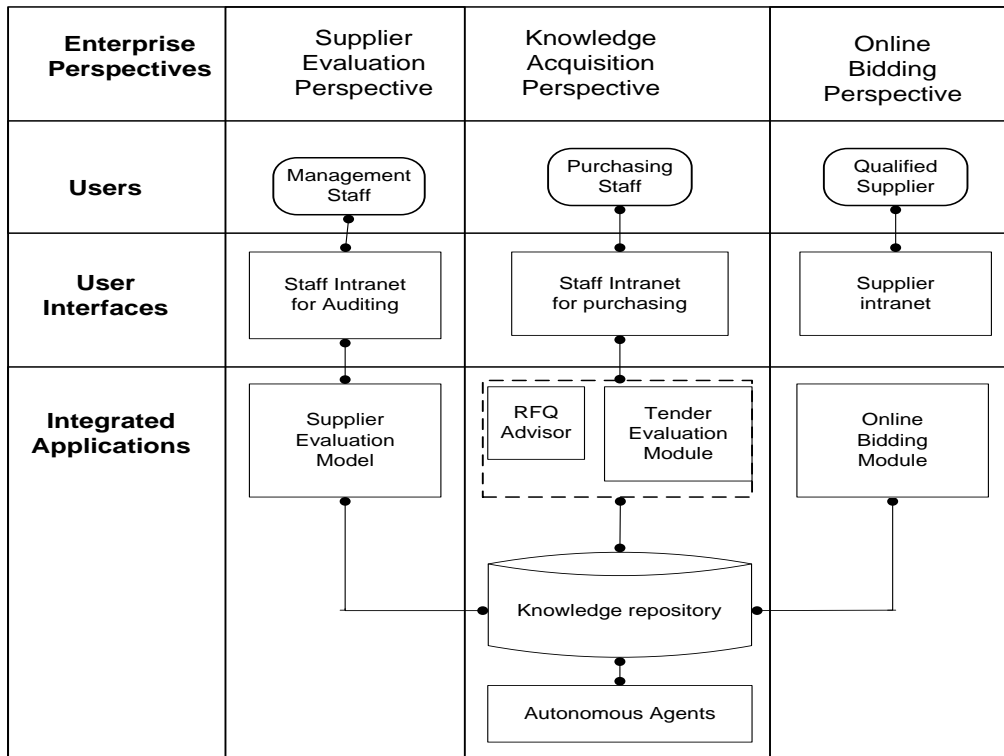 Enterprise
Perspectives
Supplier
Evaluation
Perspective
Knowledge
Acquisition
Perspective
Online
Bidding
Perspective
Users
Management
Staff
Purchasing
Staff
Qualified
Supplier
User
Interfaces
Staff Intranet
for Auditing
Staff Intranet
for purchasing
Supplier
intranet
Integrated
Applications
Supplier
Evaluation
Model
RFQ
Advisor
Tender
Evaluation
Module
Online
Bidding
Module
Knowledge repository
Autonomous Agents